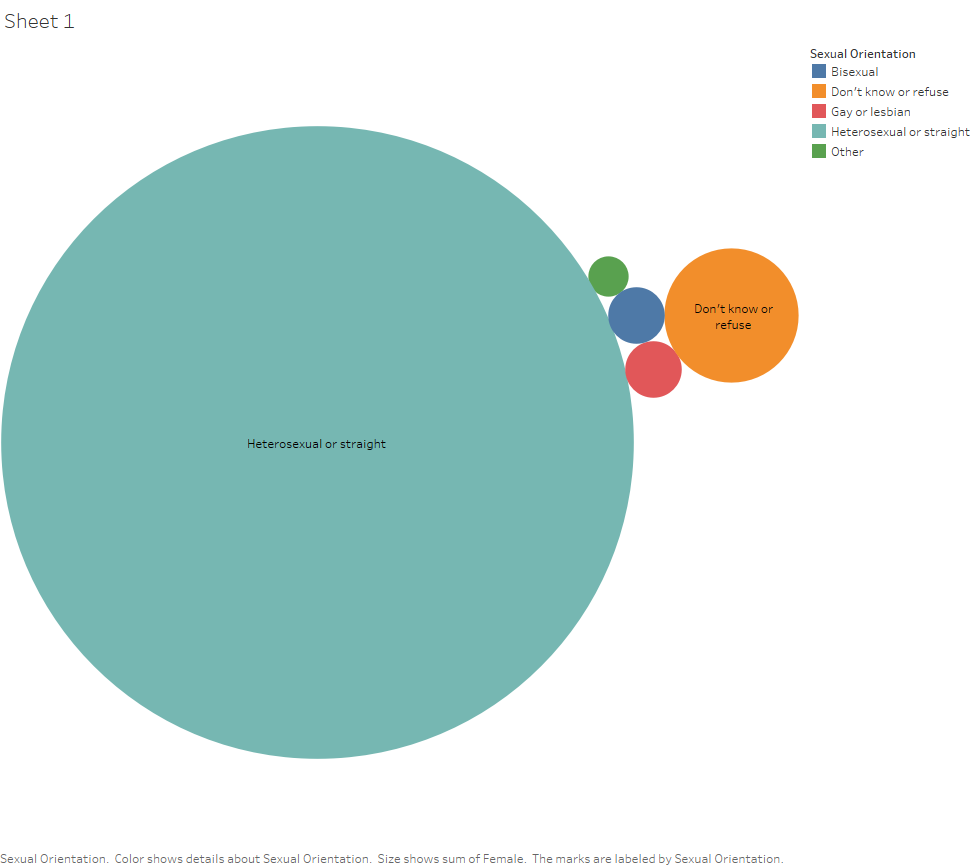 Sheet 1
Sexual Orientation
Bisexual
Don't know or refuse
Gay or lesbian
Heterosexual or straight
Other
Don't know or
refuse
Heterosexual or straight
Sexual Orientation.  Color shows details about Sexual Orientation.  Size shows sum of Female.  The marks are labeled by Sexual Orientation.